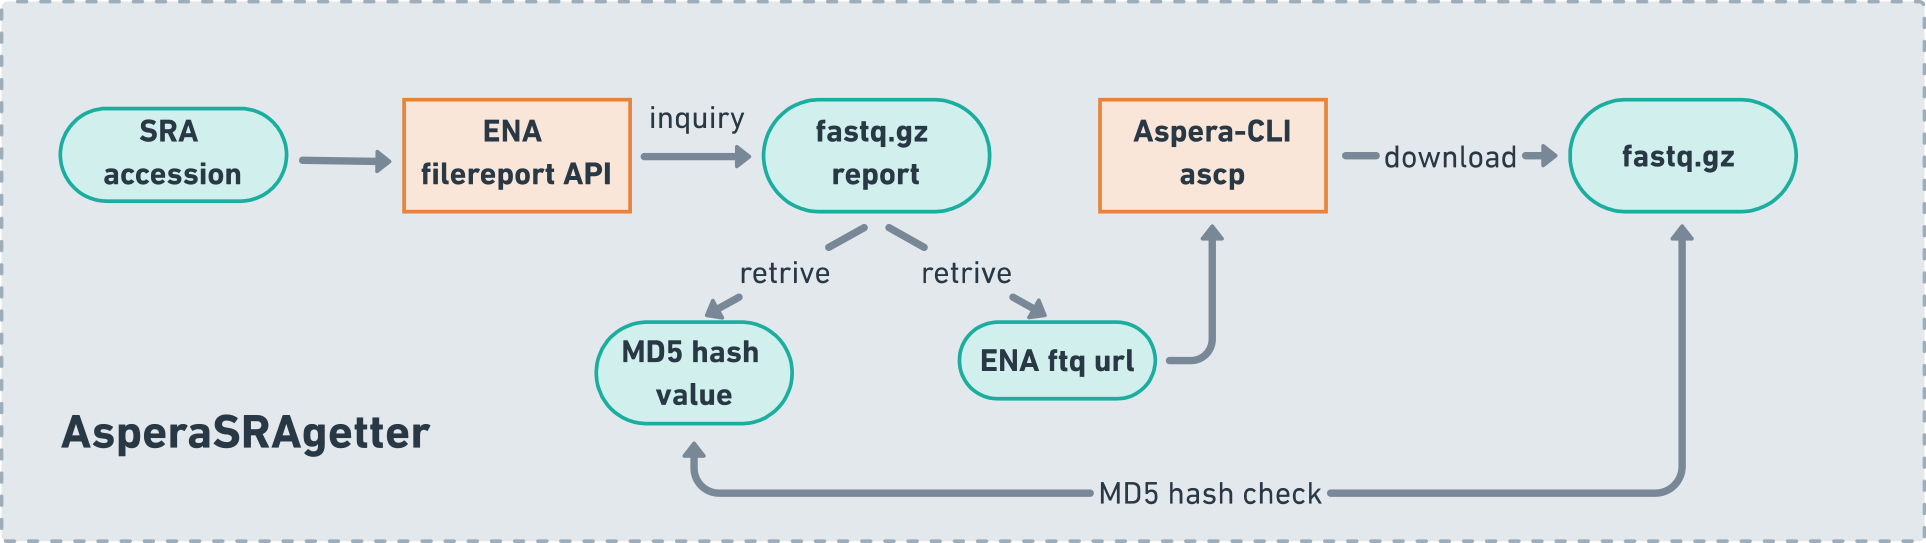 SRA
accession
ENA
filereport API
inquiry
fastq.gz
report
Aspera-CLI
ascp
download
fastq.gz
retrive
retrive
MD5 hash
value
ENA ftq url
AsperaSRAgetter
MD5 hash check